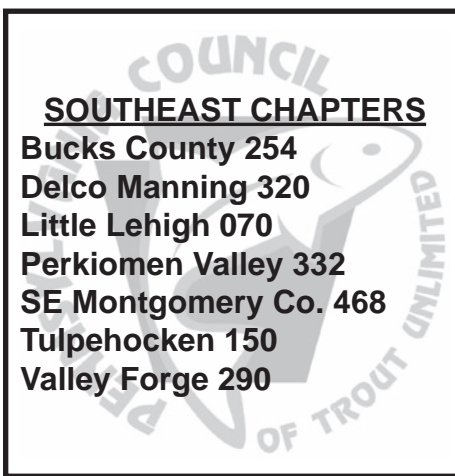 SOUTHEAST CHAPTERS
Bucks County 254
Delco Manning 320
Little Lehigh 070
Perkiomen Valley 332
SE Montgomery Co. 468
Tulpehocken 150
Valley Forge 290
COUNCIL
OF TROUT UNLIMITED